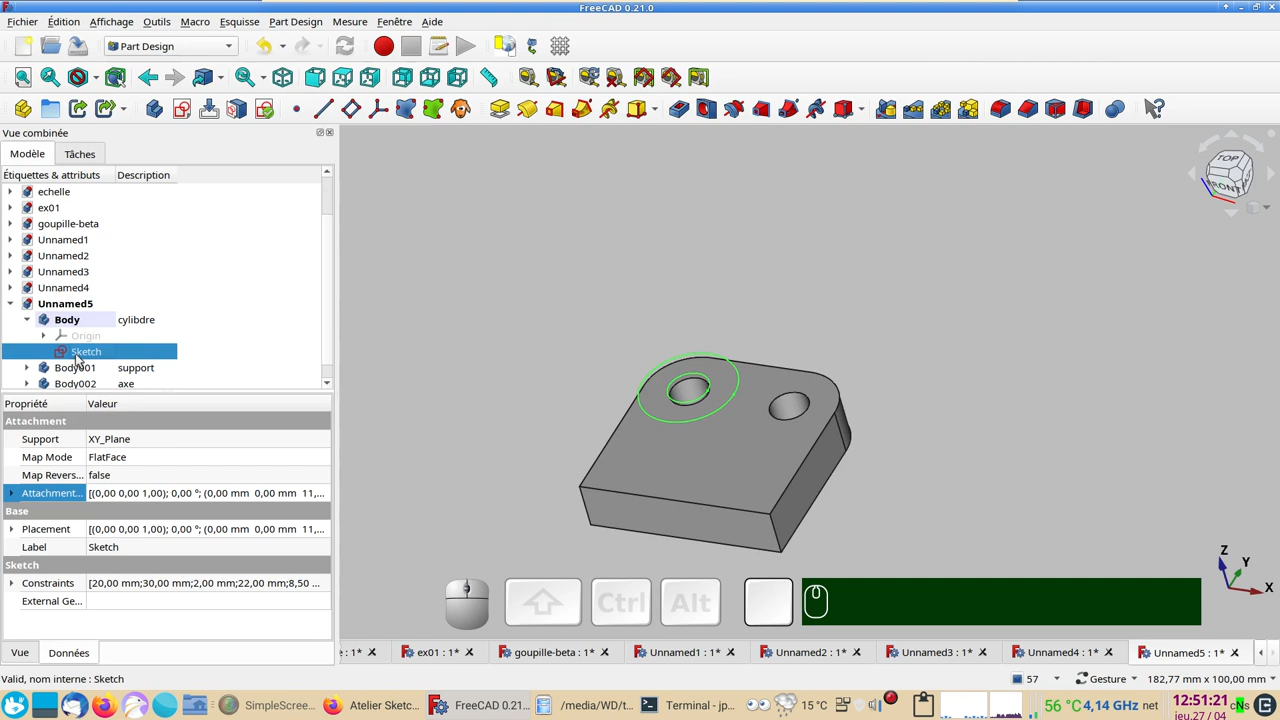 FreeCAD 0.21.0
Fichier Édition Affichage Outils Macro Esquisse Part Design Mesure Fenêtre Aide
Part Design
Vue combinée
Modèle Tâches
Étiquettes & attributs Description
echelle
ex01
goupille-beta
Unnamed1
Unnamed2
Unnamed3
Unnamed4
Unnamed5
Body cylibdre
Origin
Sketch
Body001 support
Body002 axe
Propriété Valeur
Attachment
Support XY_Plane
Map Mode FlatFace
Map Revers... false
Attachment... [(0,00 0,00 1,00); 0,00 °; (0,00 mm 0,00 mm 11,...
Base
Placement [(0,00 0,00 1,00); 0,00 °; (0,00 mm 0,00 mm 11,...
Label Sketch
Sketch
Constraints [20,00 mm;30,00 mm;2,00 mm;22,00 mm;8,50 ...
External Ge...
TOP
FRONT
Z
Y
X
Ctrl Alt
Vue Données
e : 1* ex01 : 1* goupille-beta : 1* Unnamed1 : 1* Unnamed2 : 1* Unnamed3 : 1* Unnamed4 : 1* Unnamed5 : 1*
Valid, nom interne : Sketch
57 Gesture 182,77 mm x 100,00 mm
SimpleScree... Atelier Sketc... FreeCAD 0.21... /media/WD/t... Terminal - jp... 15 °C 56 °C 4,14 GHz net 12:51:21
jeu.27 / 04